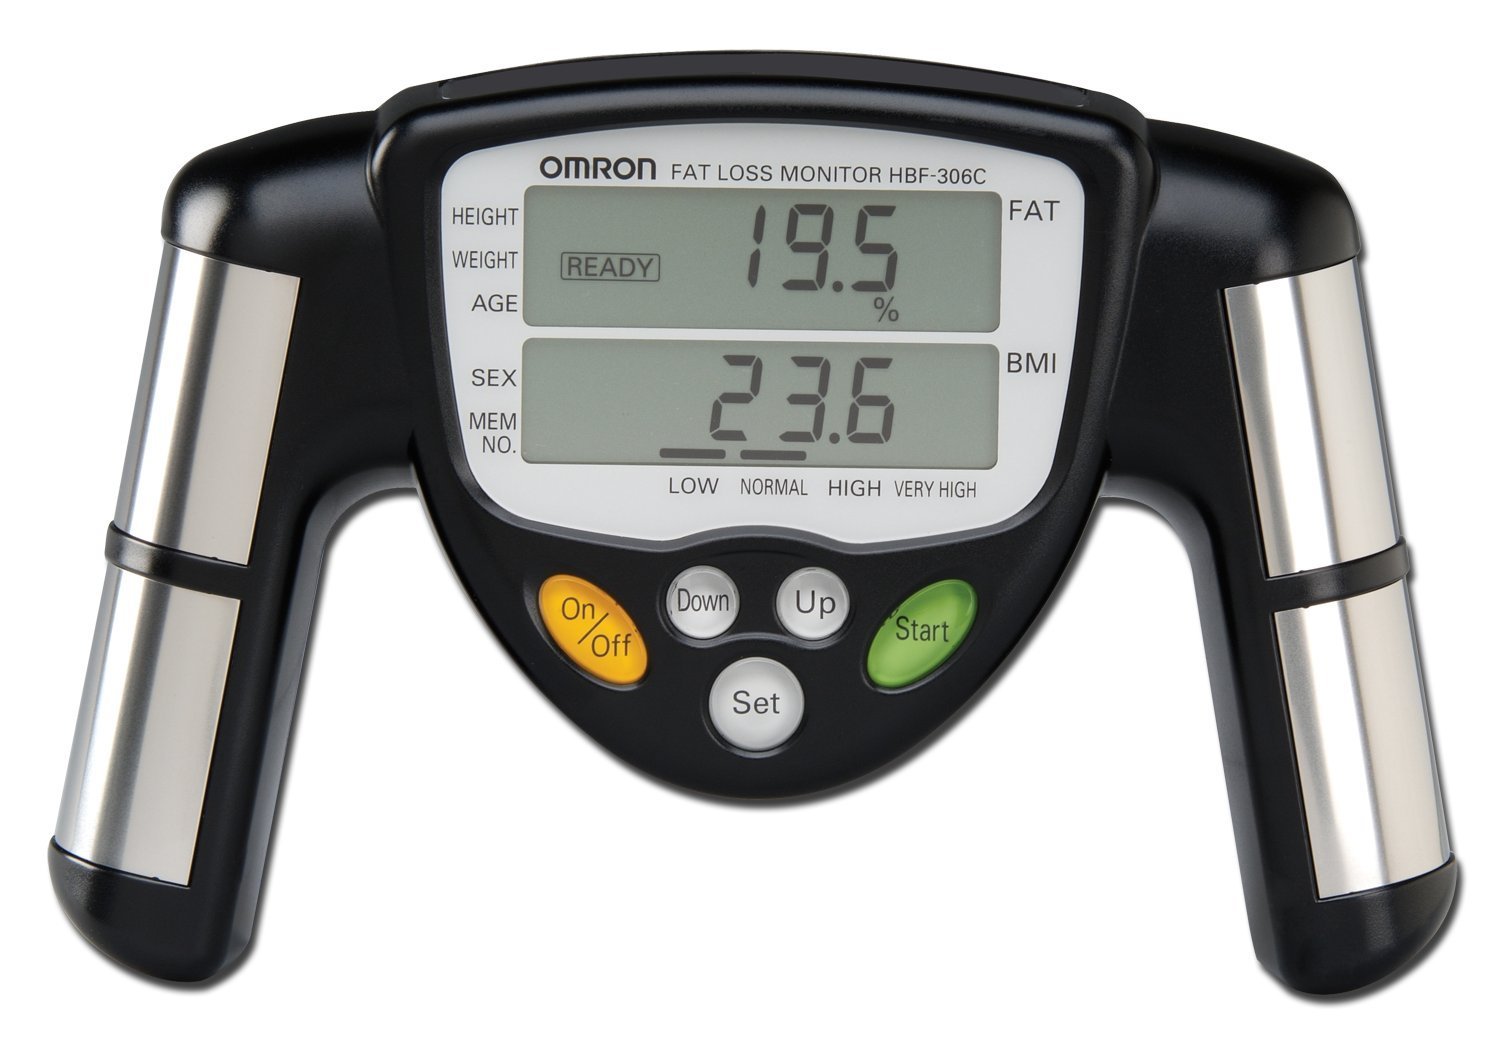 OMRON FAT LOSS MONITOR HBF-306C
HEIGHT
WEIGHT
AGE
READY
19.5
%
FAT
SEX
MEM
NO.
23.6
BMI
LOW NORMAL HIGH VERY HIGH
On/Off
Down
Up
Start
Set